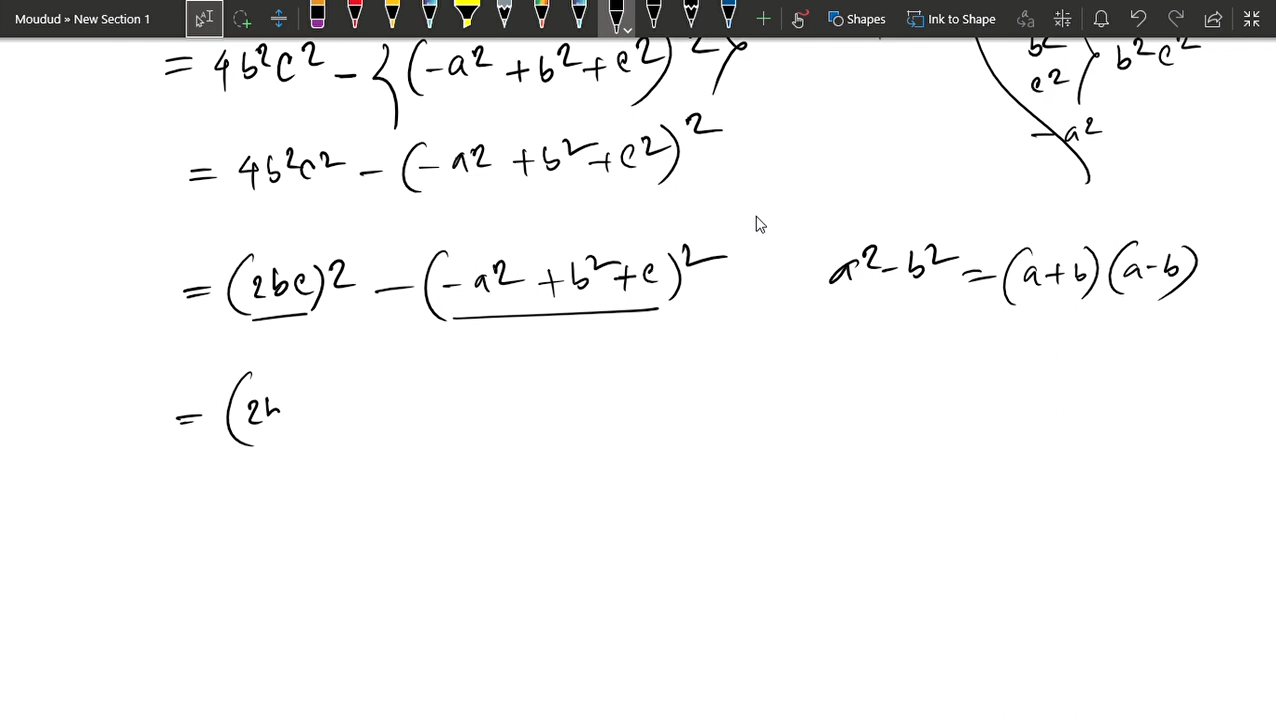 Moudud » New Section 1
Shapes
Ink to Shape
= 4b²c² - {(-a² + b² + c²)²}
b²
c²
b²c²
-a²
= 4b²c² - (-a² + b² + c²)²
= (2bc)² - (-a² + b² + c)²
a² - b² = (a+b)(a-b)
= (2